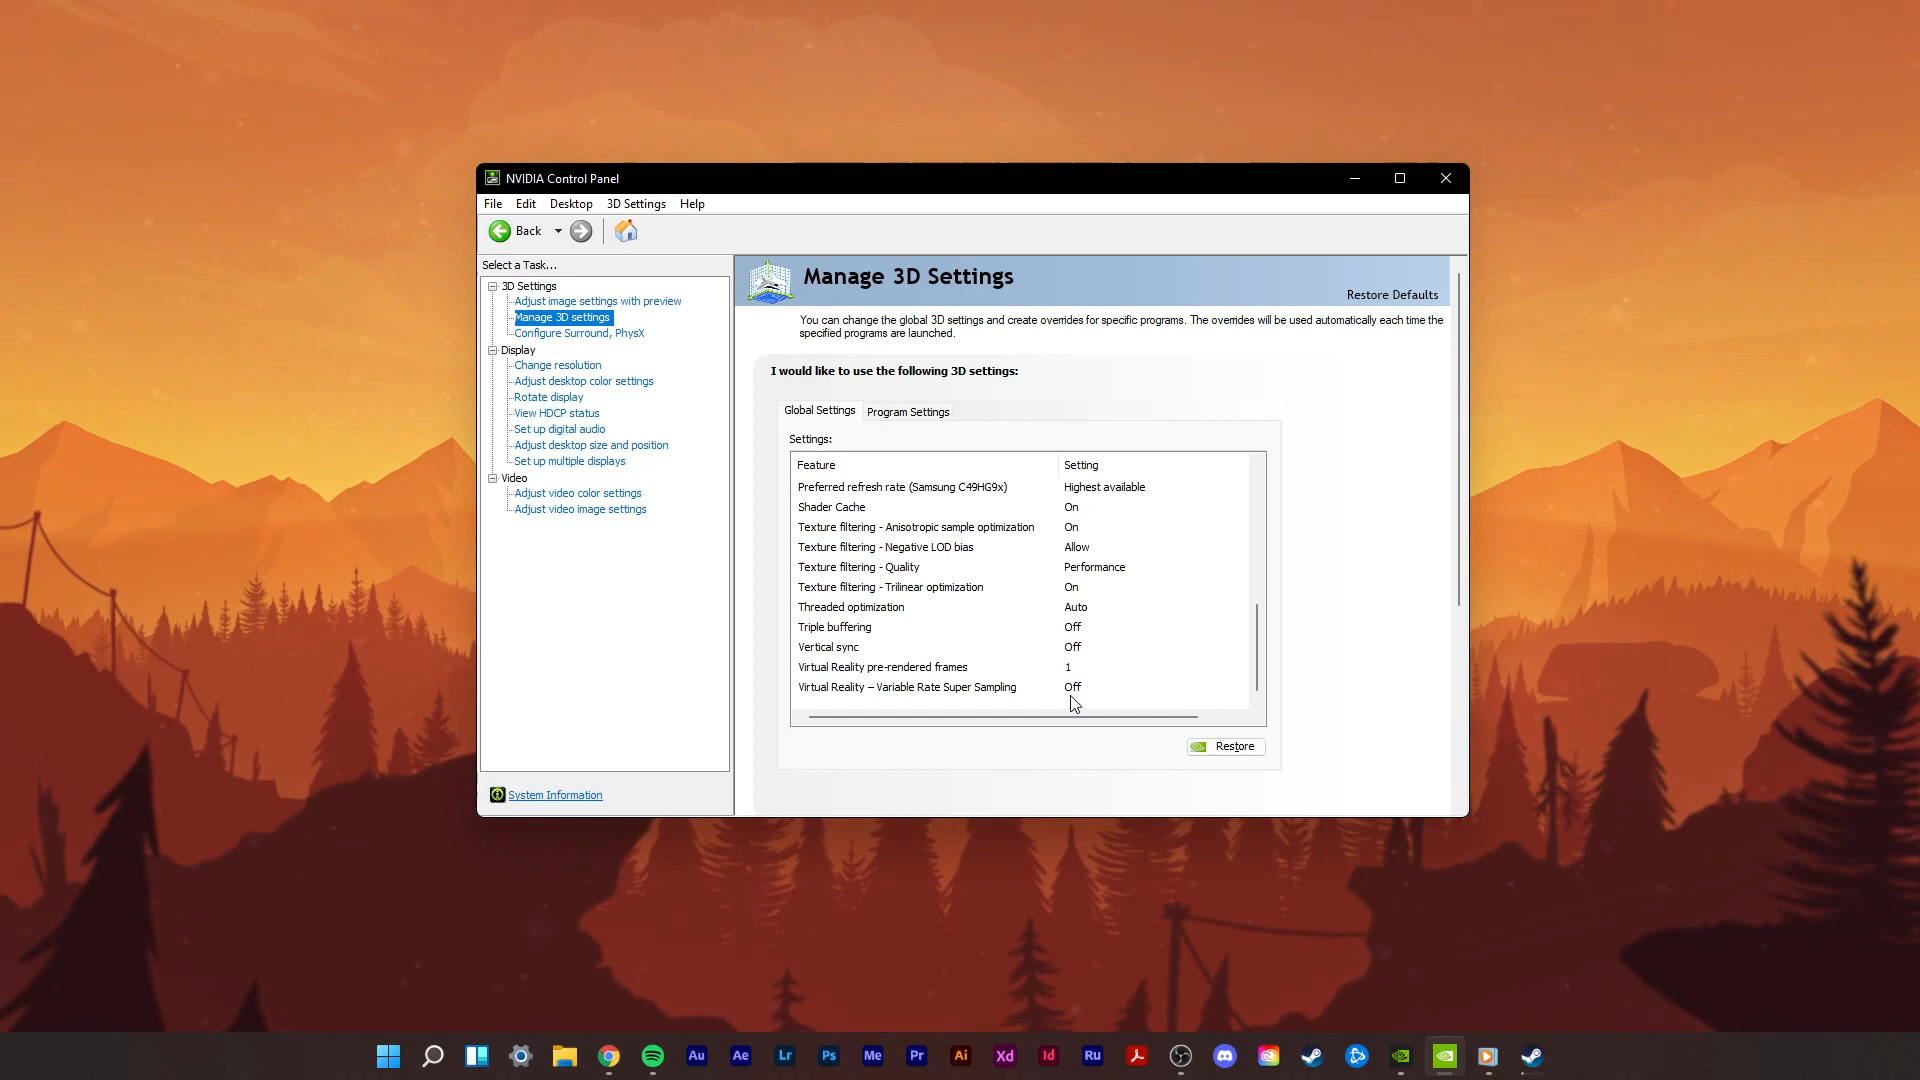 NVIDIA Control Panel
File Edit Desktop 3D Settings Help
Back
Select a Task...
3D Settings
Adjust image settings with preview
Manage 3D settings
Configure Surround, PhysX
Display
Change resolution
Adjust desktop color settings
Rotate display
View HDCP status
Set up digital audio
Adjust desktop size and position
Set up multiple displays
Video
Adjust video color settings
Adjust video image settings
System Information
Manage 3D Settings
Restore Defaults
You can change the global 3D settings and create overrides for specific programs. The overrides will be used automatically each time the
specified programs are launched.
I would like to use the following 3D settings:
Global Settings Program Settings
Settings:
Feature Setting
Preferred refresh rate (Samsung C49HG9x) Highest available
Shader Cache On
Texture filtering - Anisotropic sample optimization On
Texture filtering - Negative LOD bias Allow
Texture filtering - Quality Performance
Texture filtering - Trilinear optimization On
Threaded optimization Auto
Triple buffering Off
Vertical sync Off
Virtual Reality pre-rendered frames 1
Virtual Reality – Variable Rate Super Sampling Off
Restore
Au Ae Lr Ps Me Pr Ai Xd Id Ru